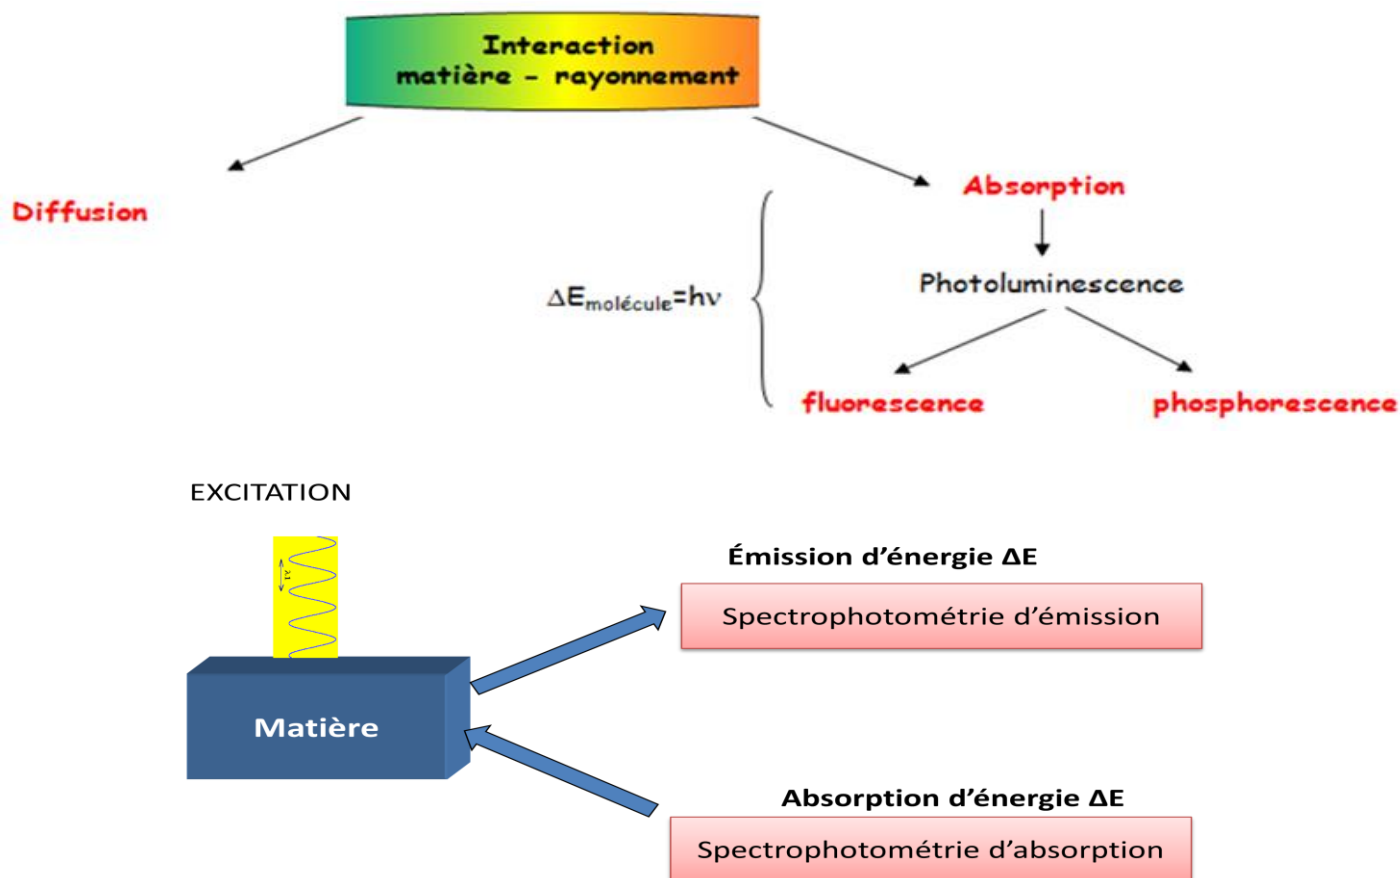 Interaction
matière - rayonnement
Diffusion
Absorption
Photoluminescence
ΔEmolécule=hν
fluorescence
phosphorescence
EXCITATION
λ1
Émission d'énergie ΔE
Spectrophotométrie d'émission
Matière
Absorption d'énergie ΔE
Spectrophotométrie d'absorption